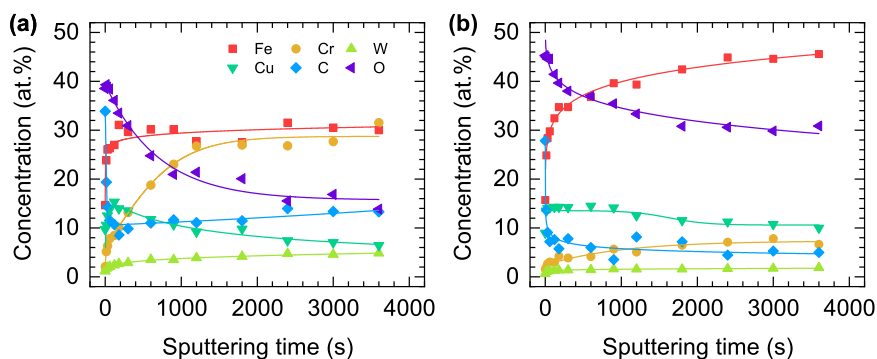 (a)
50
40
30
20
10
0
Concentration (at.%)
Fe Cr W
Cu C O
0 1000 2000 3000 4000
Sputtering time (s)
(b)
50
40
30
20
10
0
Concentration (at.%)
0 1000 2000 3000 4000
Sputtering time (s)